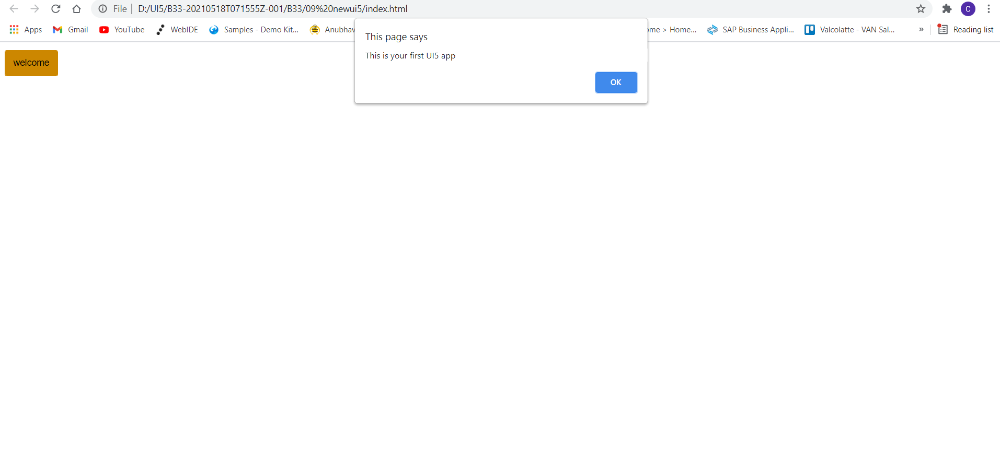 File | D:/UI5/B33-20210518T071555Z-001/B33/09%20newui5/index.html
C
Apps Gmail YouTube WebIDE Samples - Demo Kit... Anubhav ome > Home... SAP Business Appli... Valcolatte - VAN Sal... » Reading list
This page says
This is your first UI5 app
OK
welcome